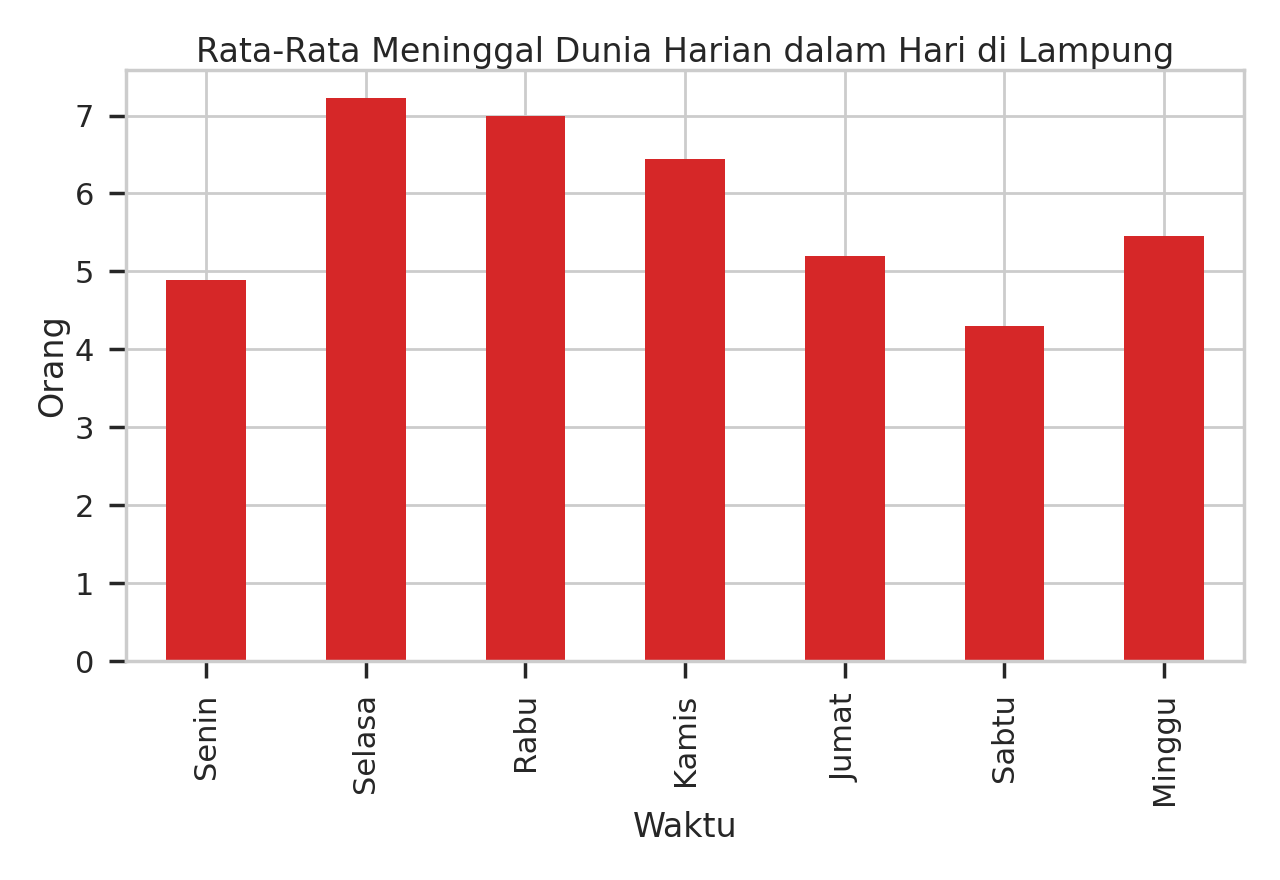 Rata-Rata Meninggal Dunia Harian dalam Hari di Lampung
7
6
5
4
3
2
1
0
Orang
Senin
Selasa
Rabu
Kamis
Jumat
Sabtu
Minggu
Waktu